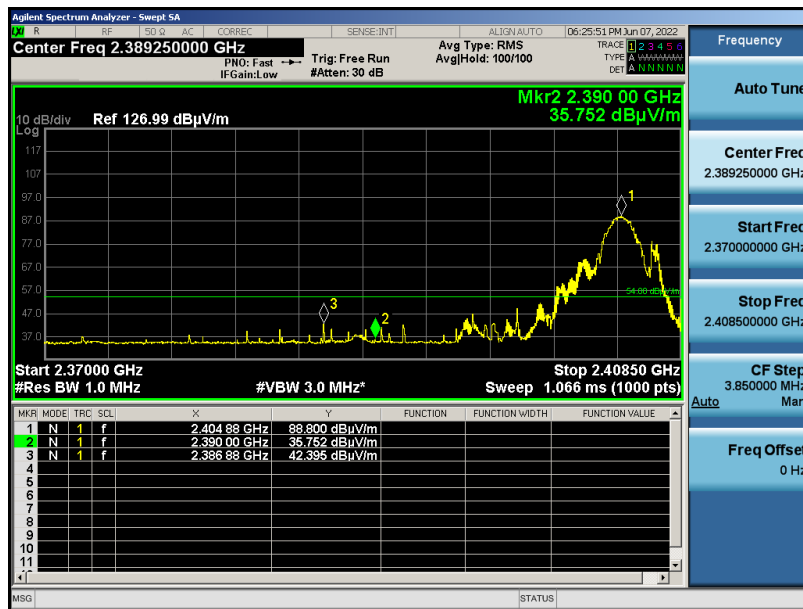 Agilent Spectrum Analyzer - Swept SA
R RF 50 Ω AC CORREC SENSE:INT ALIGNAUTO 06:25:51 PM Jun 07, 2022
Center Freq 2.389250000 GHz
PNO: Fast
IFGain:Low
Trig: Free Run
#Atten: 30 dB
Avg Type: RMS
Avg|Hold: 100/100
TRACE 1 2 3 4 5 6
TYPE A
DET A N N N N N
Mkr2 2.390 00 GHz
35.752 dBµV/m
10 dB/div Ref 126.99 dBµV/m
Log
117
107
97.0
87.0
77.0
67.0
57.0
47.0
37.0
1
2
3
Start 2.37000 GHz Stop 2.40850 GHz
#Res BW 1.0 MHz #VBW 3.0 MHz* Sweep 1.066 ms (1000 pts)
MKR MODE TRC SCL X Y FUNCTION FUNCTION WIDTH FUNCTION VALUE
1 N 1 f 2.404 88 GHz 88.800 dBµV/m
2 N 1 f 2.390 00 GHz 35.752 dBµV/m
3 N 1 f 2.386 88 GHz 42.395 dBµV/m
4
5
6
7
8
9
10
11
MSG STATUS
Frequency
Auto Tune
Center Freq
2.389250000 GHz
Start Freq
2.370000000 GHz
Stop Freq
2.408500000 GHz
CF Step
3.850000 MHz
Auto Man
Freq Offset
0 Hz